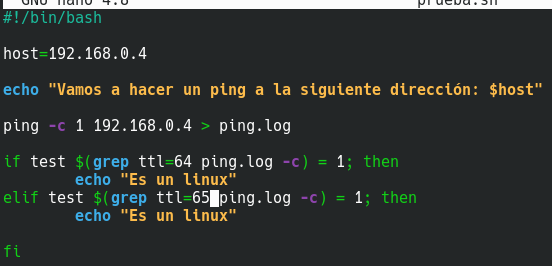 GNU nano 4.8 prueba.sh
#!/bin/bash
host=192.168.0.4
echo "Vamos a hacer un ping a la siguiente dirección: $host"
ping -c 1 192.168.0.4 > ping.log
if test $(grep ttl=64 ping.log -c) = 1; then
echo "Es un linux"
elif test $(grep ttl=65 ping.log -c) = 1; then
echo "Es un linux"
fi